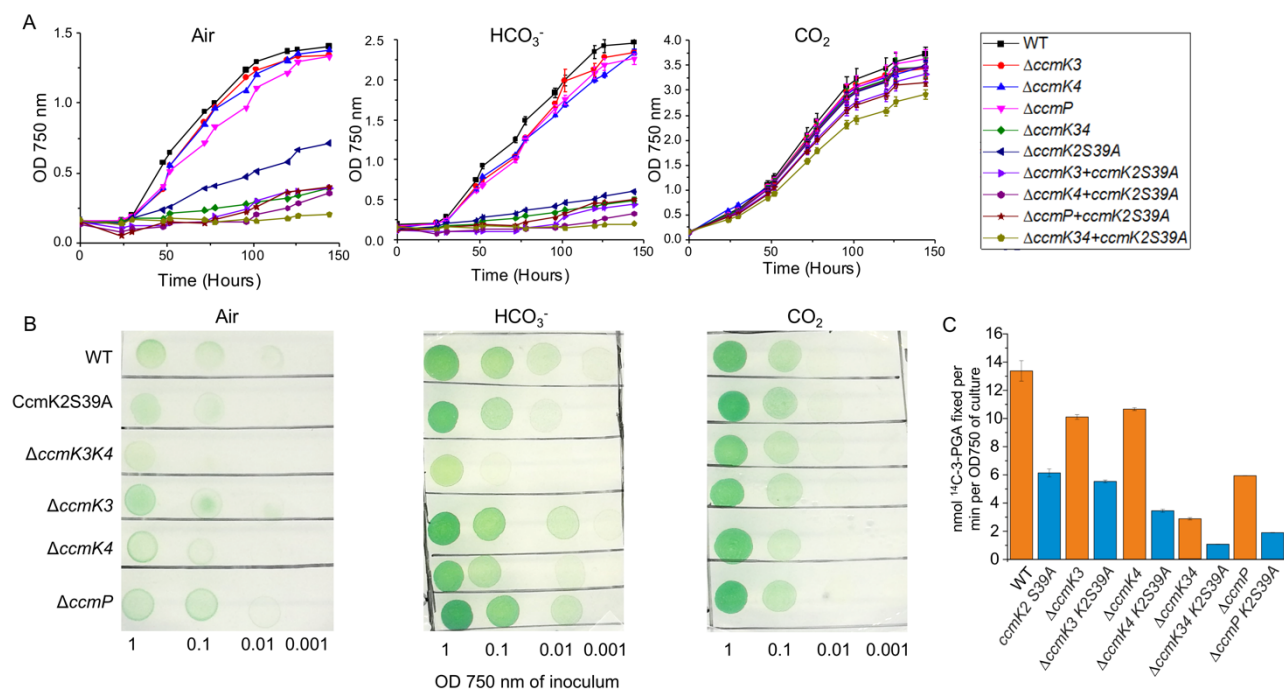 A
Air
HCO₃⁻
CO₂
OD 750 nm
1.5
1.0
0.5
0.0
0
50
100
150
Time (Hours)
OD 750 nm
2.5
2.0
1.5
1.0
0.5
0.0
0
50
100
150
Time (Hours)
OD 750 nm
4.0
3.5
3.0
2.5
2.0
1.5
1.0
0.5
0.0
0
50
100
150
Time (Hours)
WT
ΔccmK3
ΔccmK4
ΔccmP
ΔccmK34
ΔccmK2S39A
ΔccmK3+ccmK2S39A
ΔccmK4+ccmK2S39A
ΔccmP+ccmK2S39A
ΔccmK34+ccmK2S39A
B
Air
HCO₃⁻
CO₂
WT
CcmK2S39A
ΔccmK3K4
ΔccmK3
ΔccmK4
ΔccmP
1 0.1 0.01 0.001
1 0.1 0.01 0.001
1 0.1 0.01 0.001
OD 750 nm of inoculum
C
nmol ¹⁴C-3-PGA fixed per
min per OD750 of culture
16
14
12
10
8
6
4
2
0
WT
ccmK2 S39A
ΔccmK3
ΔccmK3 K2S39A
ΔccmK4
ΔccmK4 K2S39A
ΔccmK34
ΔccmK34 K2S39A
ΔccmP
ΔccmP K2S39A